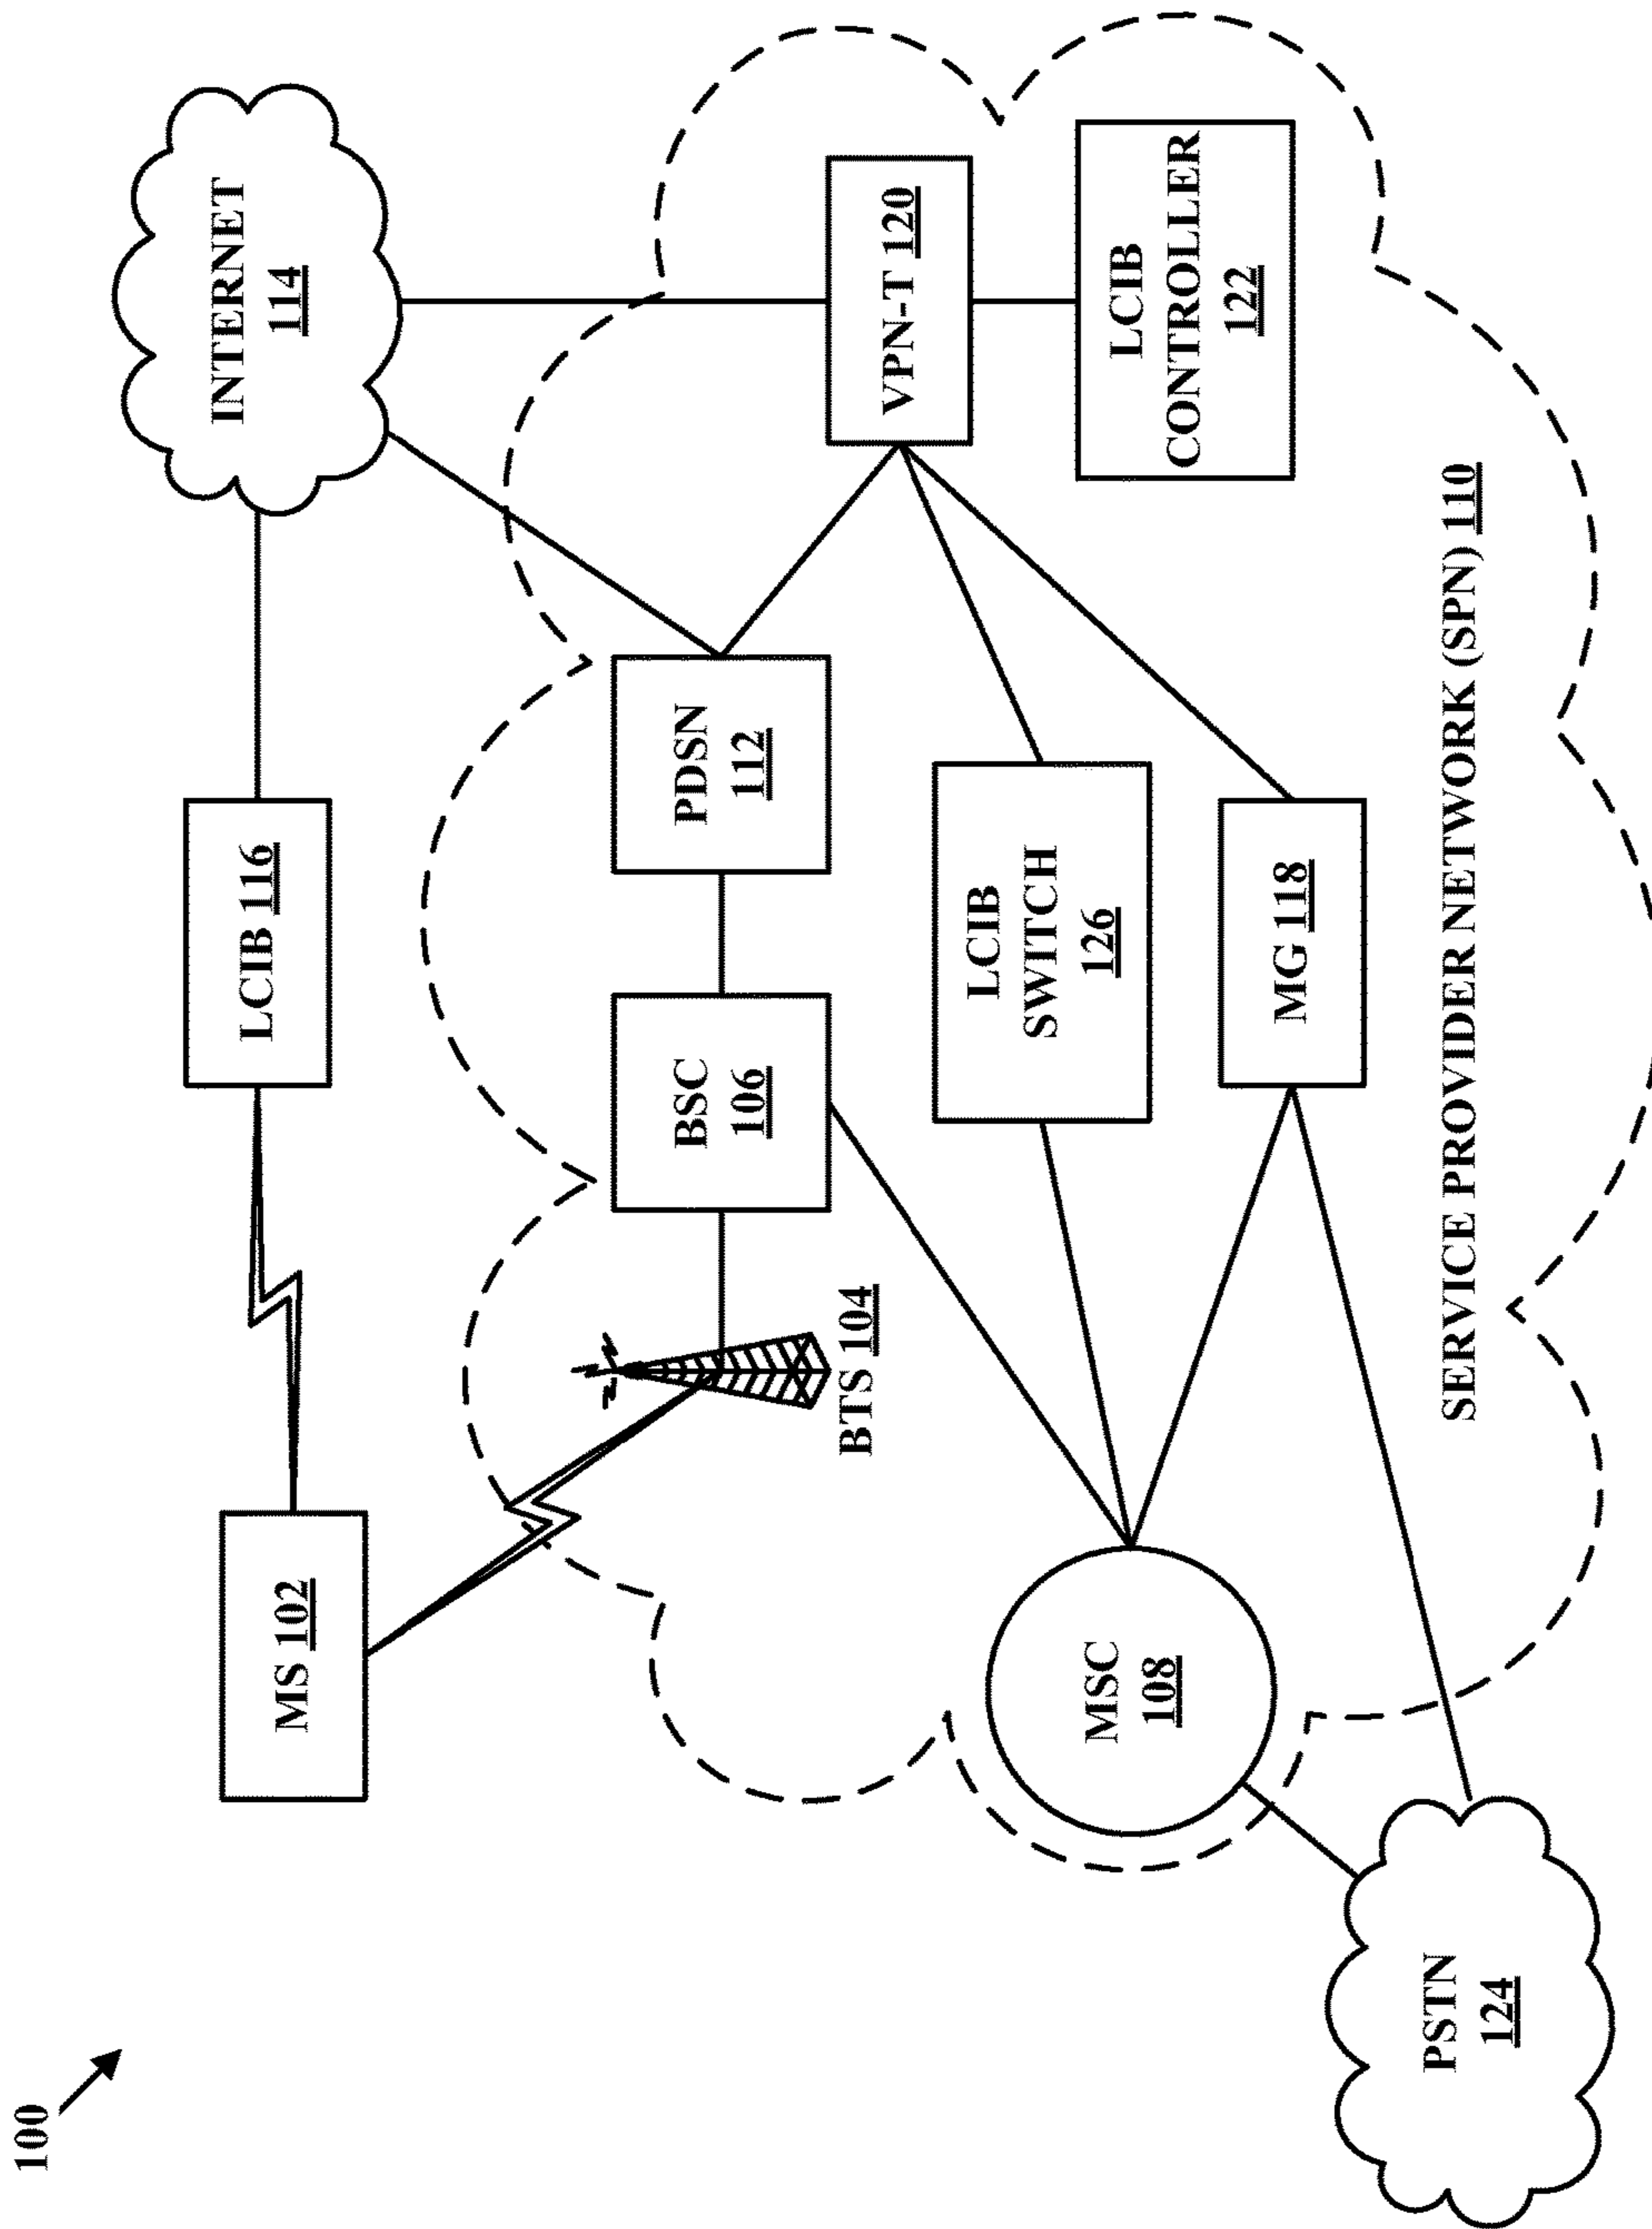 100
MS 102
LCIB 116
INTERNET
114
BTS 104
BSC
106
PDSN
112
VPN-T 120
MSC
108
LCIB
SWITCH
126
LCIB
CONTROLLER
122
MG 118
PSTN
124
SERVICE PROVIDER NETWORK (SPN) 110